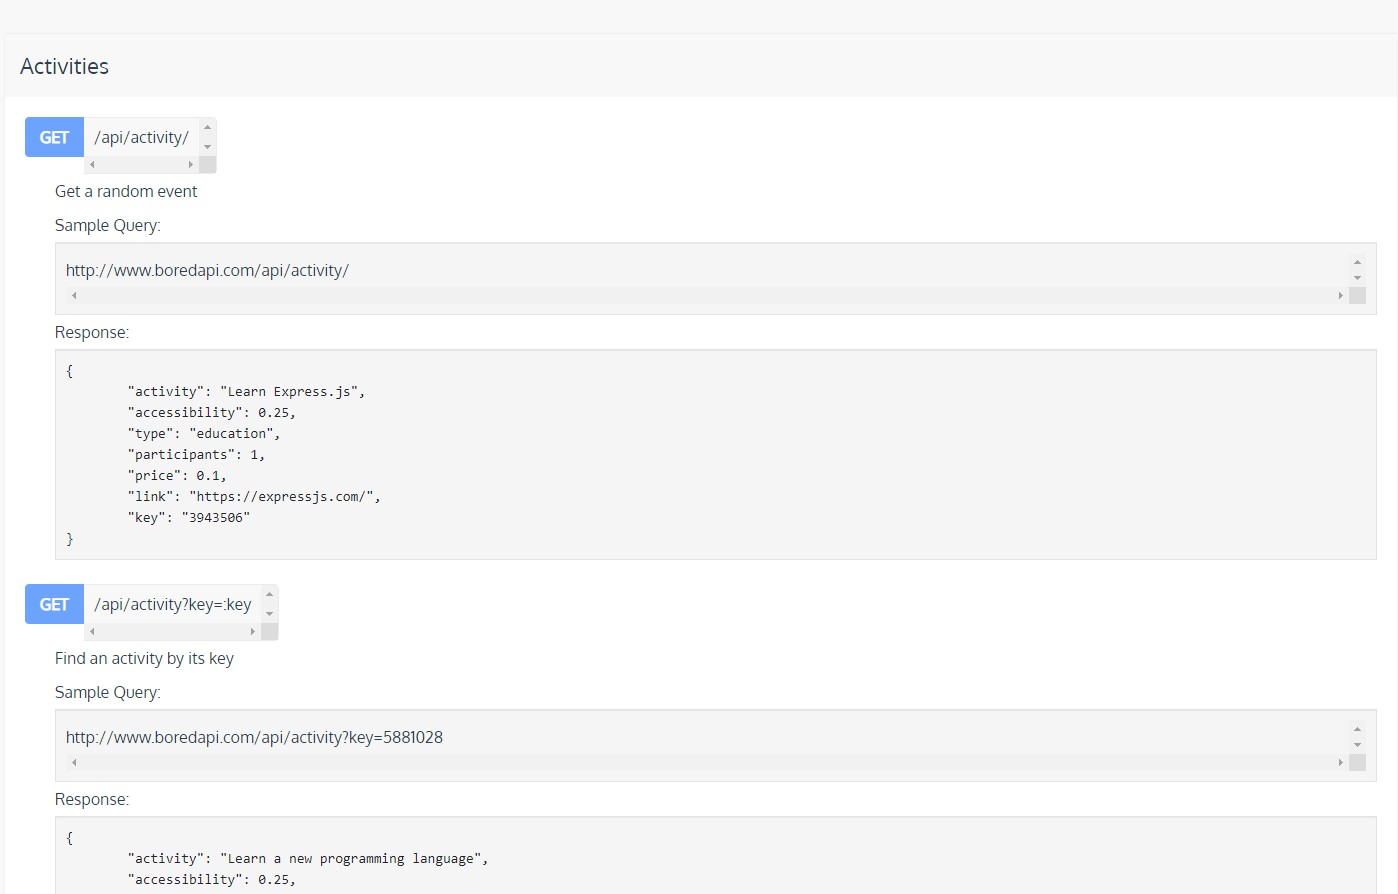 Activities
GET /api/activity/
Get a random event
Sample Query:
http://www.boredapi.com/api/activity/
Response:
{
"activity": "Learn Express.js",
"accessibility": 0.25,
"type": "education",
"participants": 1,
"price": 0.1,
"link": "https://expressjs.com/",
"key": "3943506"
}
GET /api/activity?key=:key
Find an activity by its key
Sample Query:
http://www.boredapi.com/api/activity?key=5881028
Response:
{
"activity": "Learn a new programming language",
"accessibility": 0.25,